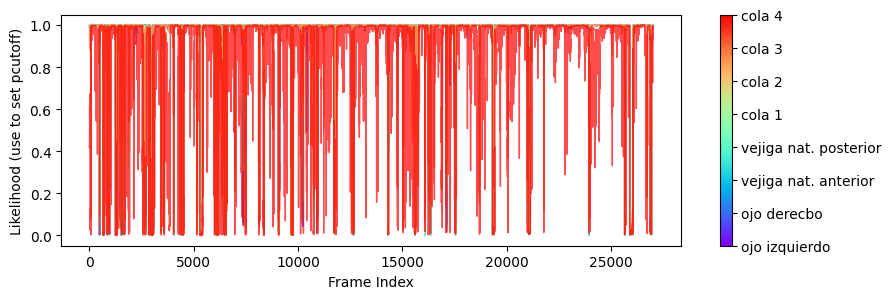 Likelihood (use to set pcutoff)
1.0
0.8
0.6
0.4
0.2
0.0
0
5000
10000
15000
20000
25000
Frame Index
cola 4
cola 3
cola 2
cola 1
vejiga nat. posterior
vejiga nat. anterior
ojo derecbo
ojo izquierdo